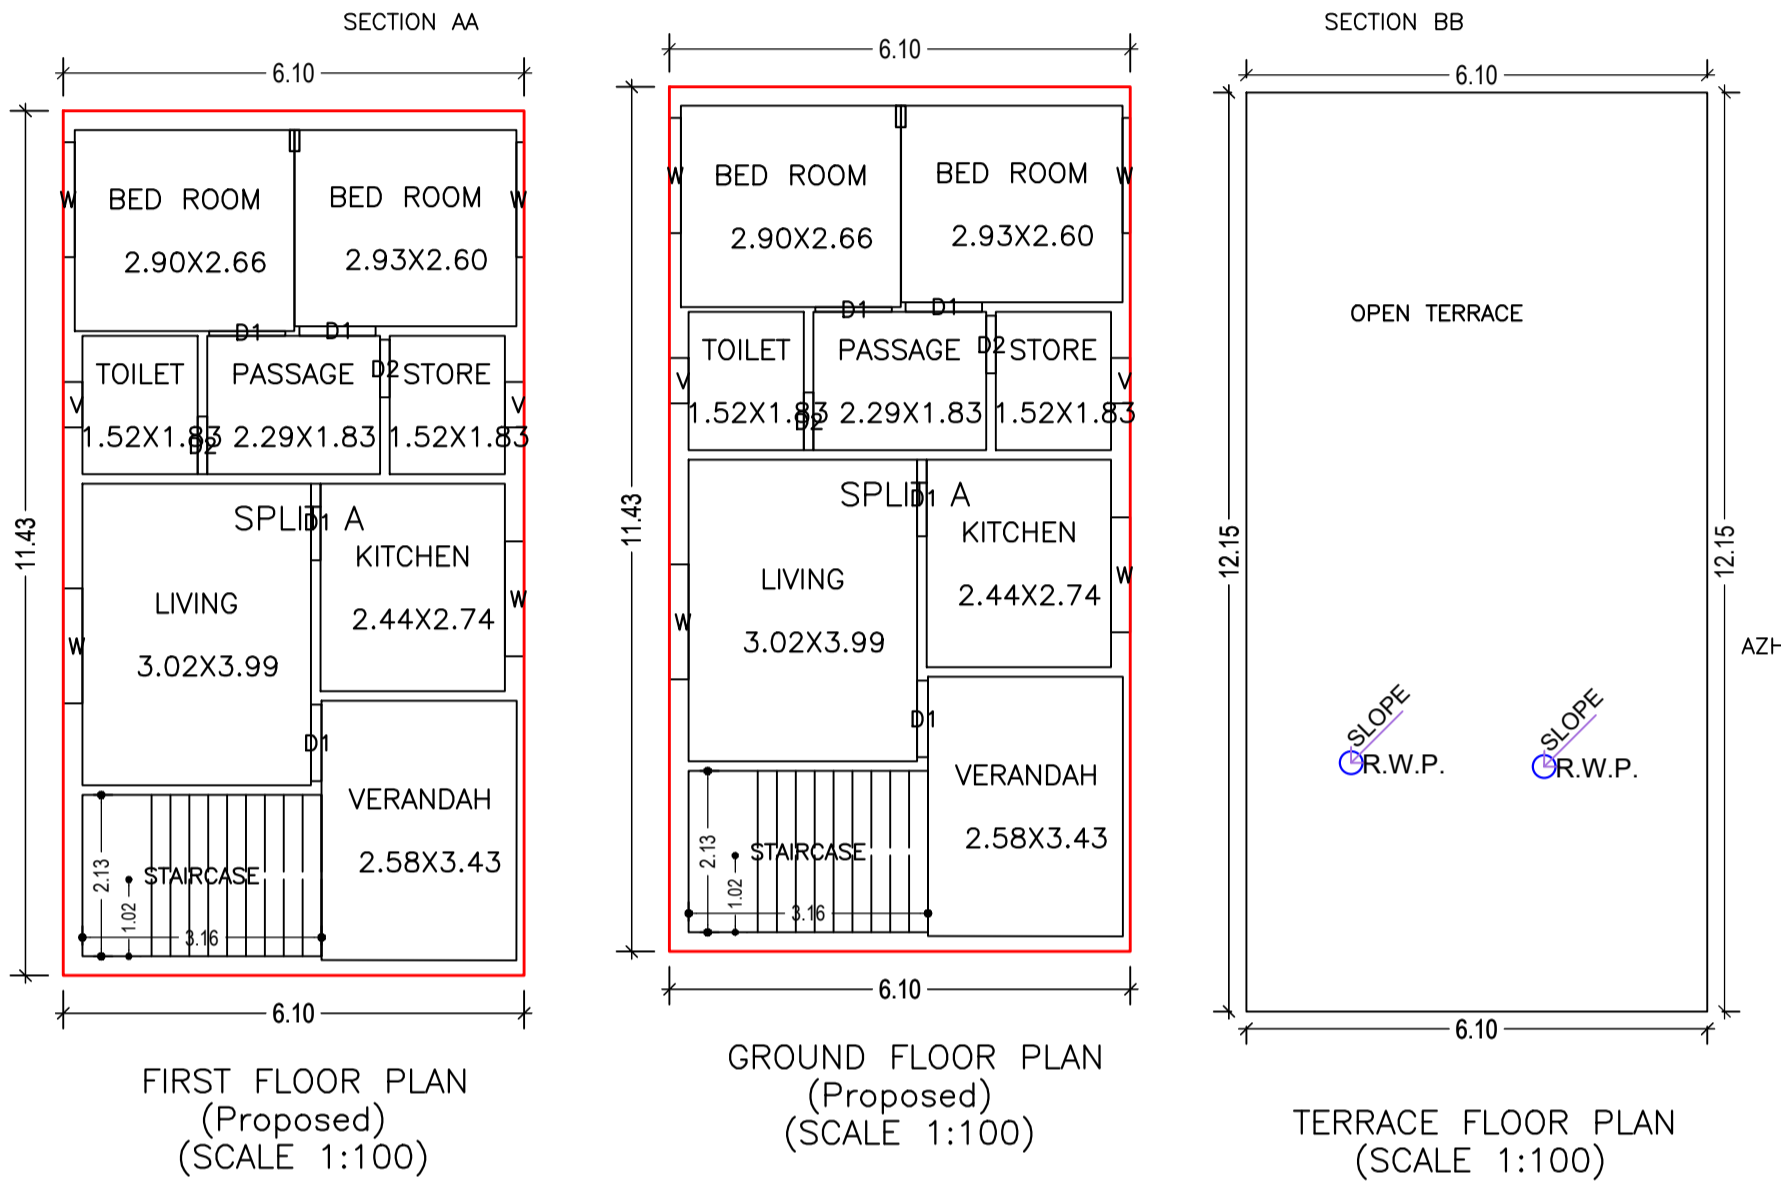 SECTION AA
SECTION BB
6.10
11.43
W
BED ROOM
2.90X2.66
BED ROOM
2.93X2.60
W
D1
D1
TOILET
1.52X1.83
V
D2
PASSAGE
2.29X1.83
D2
STORE
1.52X1.83
V
SPLIT A
D1
LIVING
3.02X3.99
W
KITCHEN
2.44X2.74
W
D1
VERANDAH
2.58X3.43
STAIRCASE
2.13
1.02
3.16
6.10
FIRST FLOOR PLAN
(Proposed)
(SCALE 1:100)
6.10
11.43
W
BED ROOM
2.90X2.66
BED ROOM
2.93X2.60
W
D1
D1
TOILET
1.52X1.83
V
D2
PASSAGE
2.29X1.83
D2
STORE
1.52X1.83
V
SPLIT A
D1
LIVING
3.02X3.99
W
KITCHEN
2.44X2.74
W
D1
VERANDAH
2.58X3.43
STAIRCASE
2.13
1.02
3.16
6.10
GROUND FLOOR PLAN
(Proposed)
(SCALE 1:100)
6.10
12.15
OPEN TERRACE
12.15
SLOPE
R.W.P.
SLOPE
R.W.P.
6.10
TERRACE FLOOR PLAN
(SCALE 1:100)